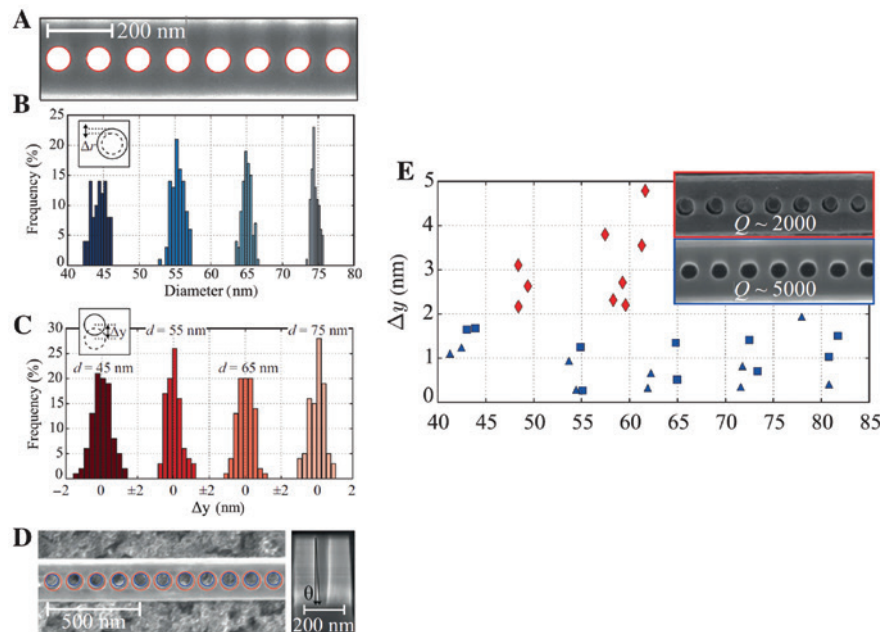 A
200 nm
B
25
20
15
10
5
0
Frequency (%)
Δr
40 45 50 55 60 65 70 75 80
Diameter (nm)
C
30
25
20
15
10
5
0
Frequency (%)
Δy
d = 45 nm
d = 55 nm
d = 65 nm
d = 75 nm
−2 0 ±2 0 ±2 0 ±2 0 2
Δy (nm)
D
500 nm
θ
200 nm
E
5
4
3
2
1
0
Δy (nm)
Q ~ 2000
Q ~ 5000
40 45 50 55 60 65 70 75 80 85